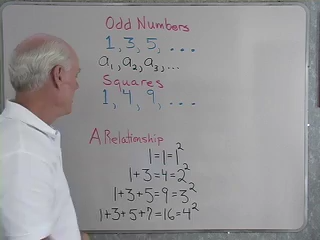 Odd Numbers
1, 3, 5, ...
a₁, a₂, a₃, ...
Squares
1, 4, 9, ...
A Relationship
1=1=1²
1+3=4=2²
1+3+5=9=3²
1+3+5+7=16=4²